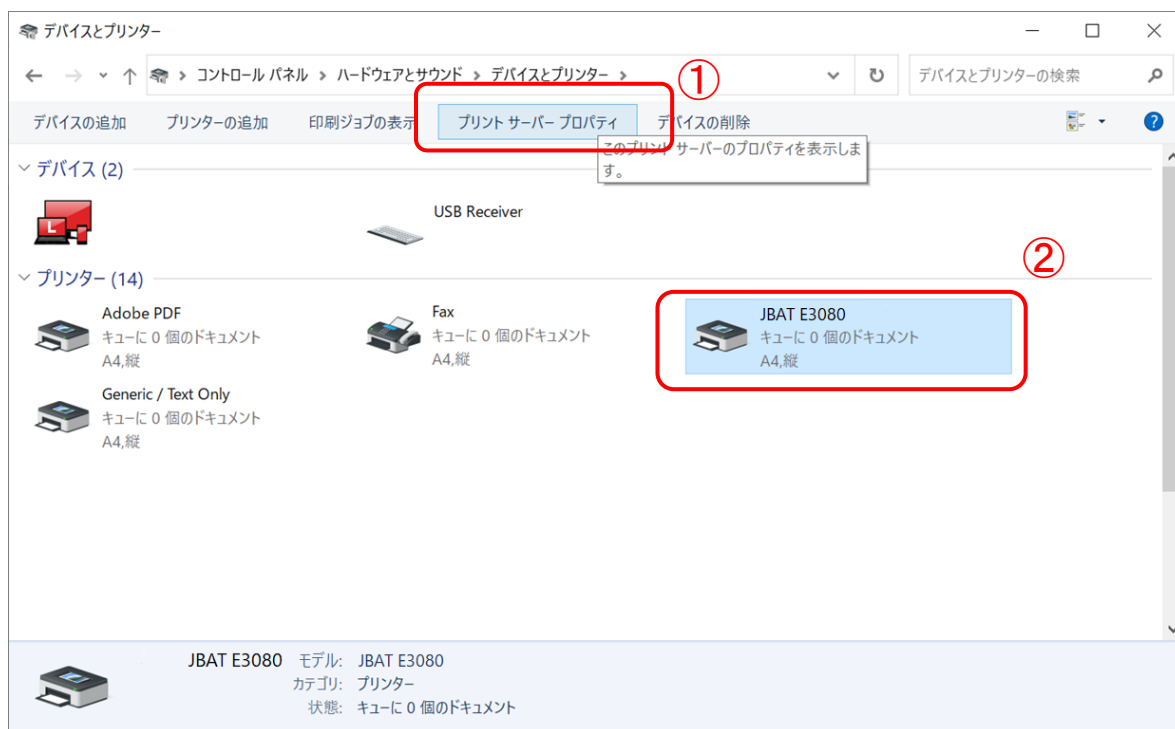 デバイスとプリンター
コントロール パネル > ハードウェアとサウンド > デバイスとプリンター >
デバイスとプリンターの検索
①
デバイスの追加 プリンターの追加 印刷ジョブの表示 プリント サーバー プロパティ デバイスの削除
このプリント サーバーのプロパティを表示しま
す。
デバイス (2)
L
USB Receiver
②
プリンター (14)
Adobe PDF
キューに 0 個のドキュメント
A4,縦
Fax
キューに 0 個のドキュメント
A4,縦
JBAT E3080
キューに 0 個のドキュメント
A4,縦
Generic / Text Only
キューに 0 個のドキュメント
A4,縦
JBAT E3080 モデル: JBAT E3080
カテゴリ: プリンター
状態: キューに 0 個のドキュメント